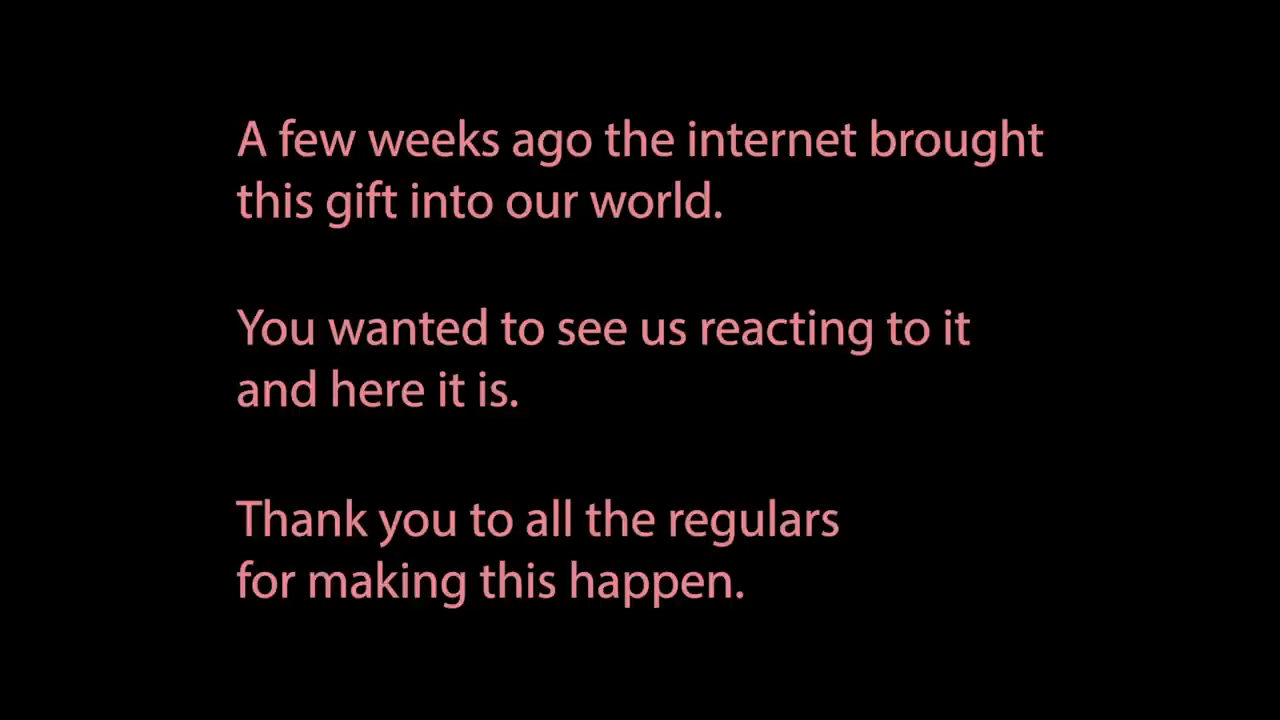 A few weeks ago the internet brought
this gift into our world.
You wanted to see us reacting to it
and here it is.
Thank you to all the regulars
for making this happen.